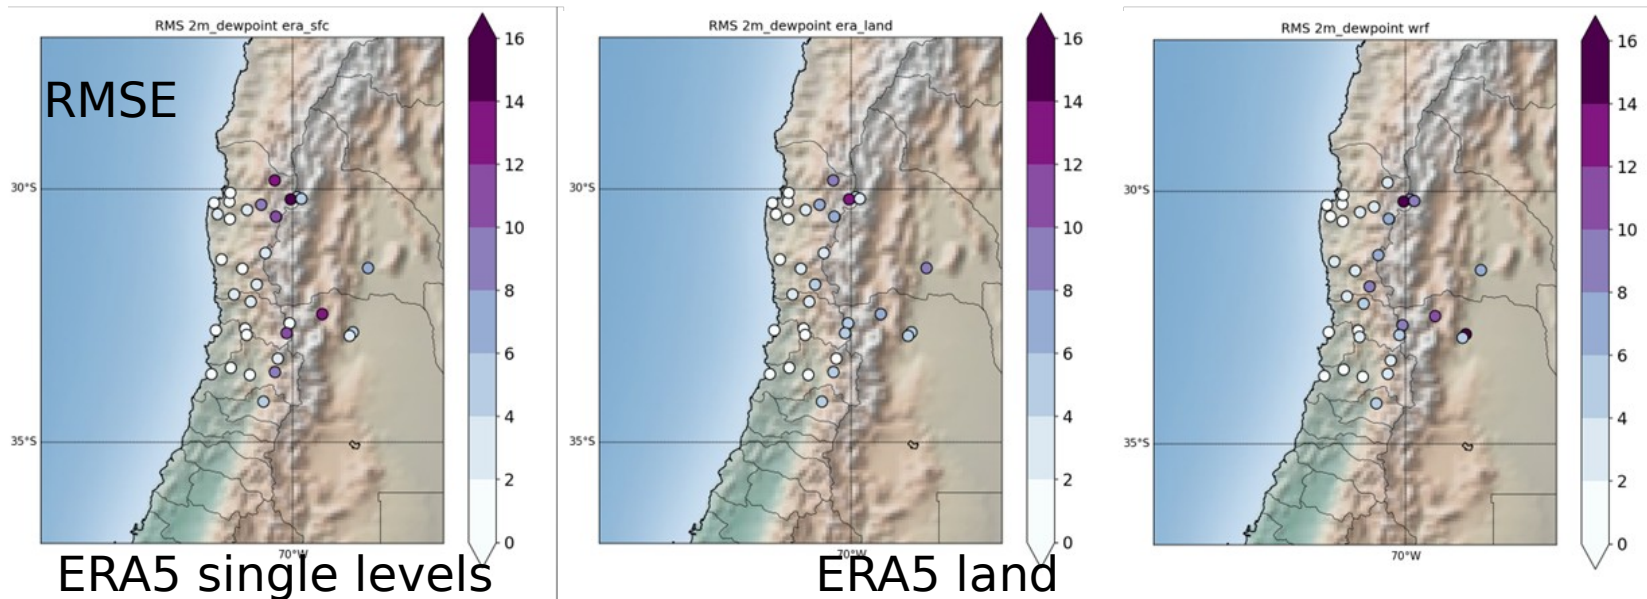 RMS 2m_dewpoint era_sfc
RMSE
30°S
35°S
70°W
16
14
12
10
8
6
4
2
0
ERA5 single levels
RMS 2m_dewpoint era_land
30°S
35°S
70°W
16
14
12
10
8
6
4
2
0
ERA5 land
RMS 2m_dewpoint wrf
30°S
35°S
70°W
16
14
12
10
8
6
4
2
0